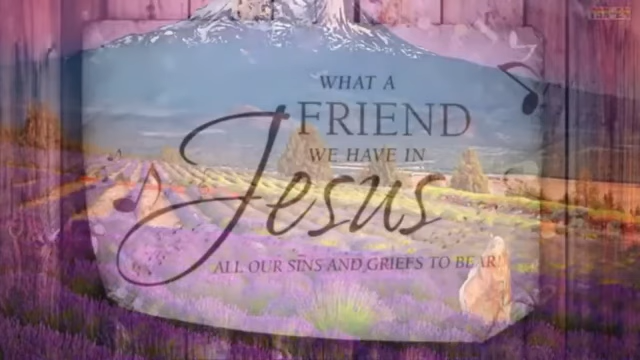 WHAT A
FRIEND
WE HAVE IN
Jesus
ALL OUR SINS AND GRIEFS TO BEAR